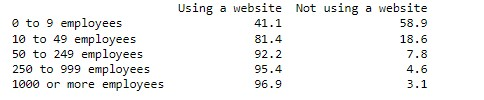 Using a website Not using a website
0 to 9 employees 41.1 58.9
10 to 49 employees 81.4 18.6
50 to 249 employees 92.2 7.8
250 to 999 employees 95.4 4.6
1000 or more employees 96.9 3.1